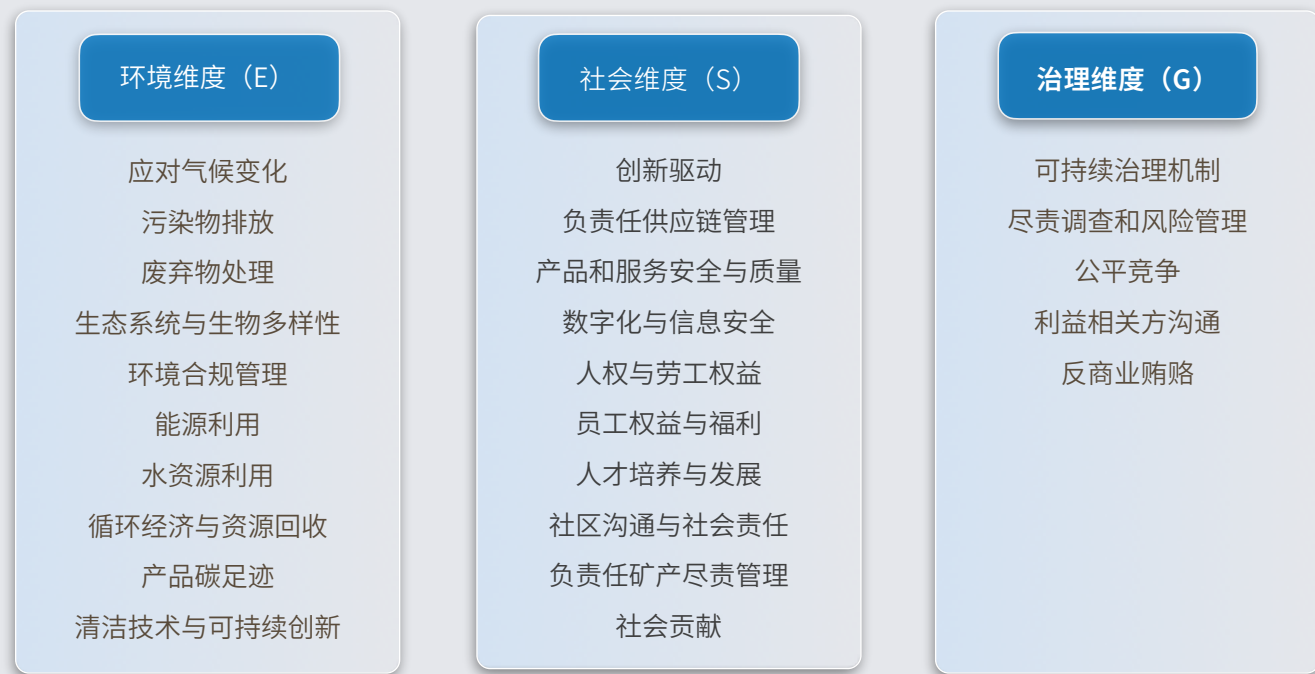 环境维度（E）
应对气候变化
污染物排放
废弃物处理
生态系统与生物多样性
环境合规管理
能源利用
水资源利用
循环经济与资源回收
产品碳足迹
清洁技术与可持续创新
社会维度（S）
创新驱动
负责任供应链管理
产品和服务安全与质量
数字化与信息安全
人权与劳工权益
员工权益与福利
人才培养与发展
社区沟通与社会责任
负责任矿产尽责管理
社会贡献
治理维度（G）
可持续治理机制
尽责调查和风险管理
公平竞争
利益相关方沟通
反商业贿赂